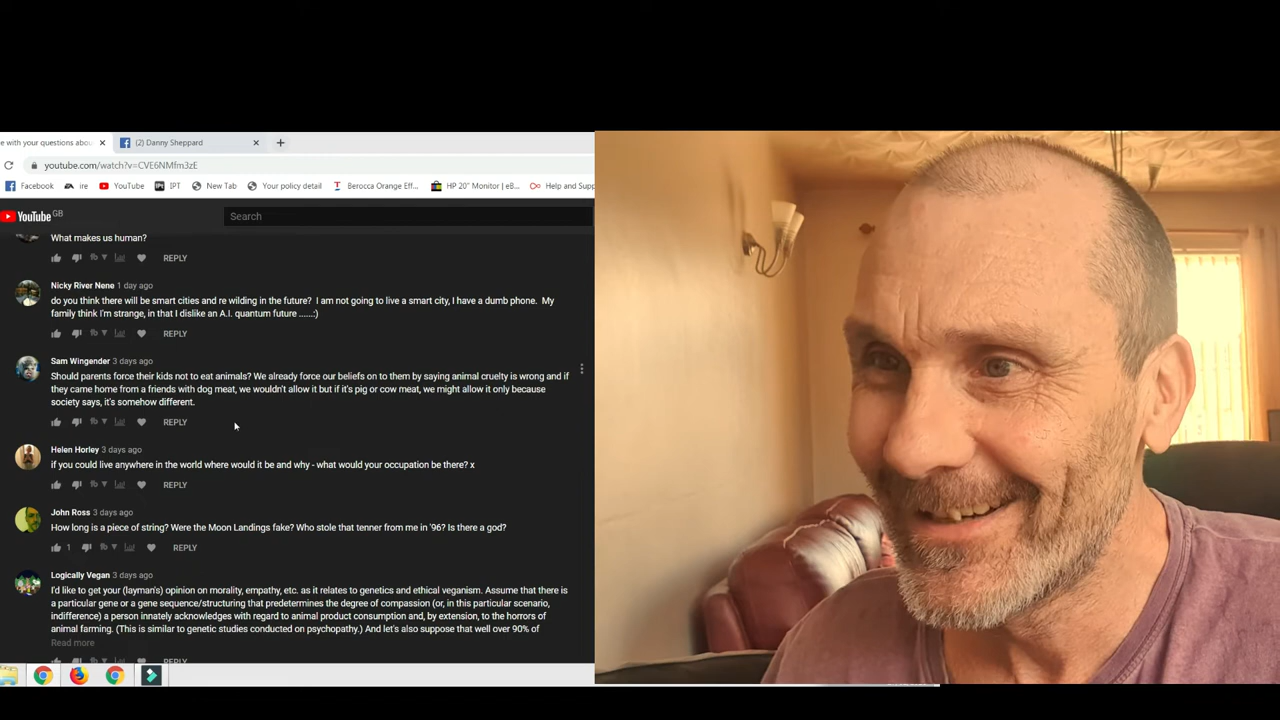 e with your questions abou
(2) Danny Sheppard
youtube.com/watch?v=CVE6NMfm3zE
Facebook ire YouTube IPT New Tab Your policy detail Berocca Orange Eff... HP 20" Monitor | eB... Help and Supp
YouTube GB
Search
What makes us human?
REPLY
Nicky River Nene 1 day ago
do you think there will be smart cities and re wilding in the future? I am not going to live a smart city, I have a dumb phone. My
family think I'm strange, in that I dislike an A.I. quantum future ......:)
REPLY
Sam Wingender 3 days ago
Should parents force their kids not to eat animals? We already force our beliefs on to them by saying animal cruelty is wrong and if
they came home from a friends with dog meat, we wouldn't allow it but if it's pig or cow meat, we might allow it only because
society says, it's somehow different.
REPLY
Helen Horley 3 days ago
if you could live anywhere in the world where would it be and why - what would your occupation be there? x
REPLY
John Ross 3 days ago
How long is a piece of string? Were the Moon Landings fake? Who stole that tenner from me in '96? Is there a god?
1 REPLY
Logically Vegan 3 days ago
I'd like to get your (layman's) opinion on morality, empathy, etc. as it relates to genetics and ethical veganism. Assume that there is
a particular gene or a gene sequence/structuring that predetermines the degree of compassion (or, in this particular scenario,
indifference) a person innately acknowledges with regard to animal product consumption and, by extension, to the horrors of
animal farming. (This is similar to genetic studies conducted on psychopathy.) And let's also suppose that well over 90% of
Read more
REPLY